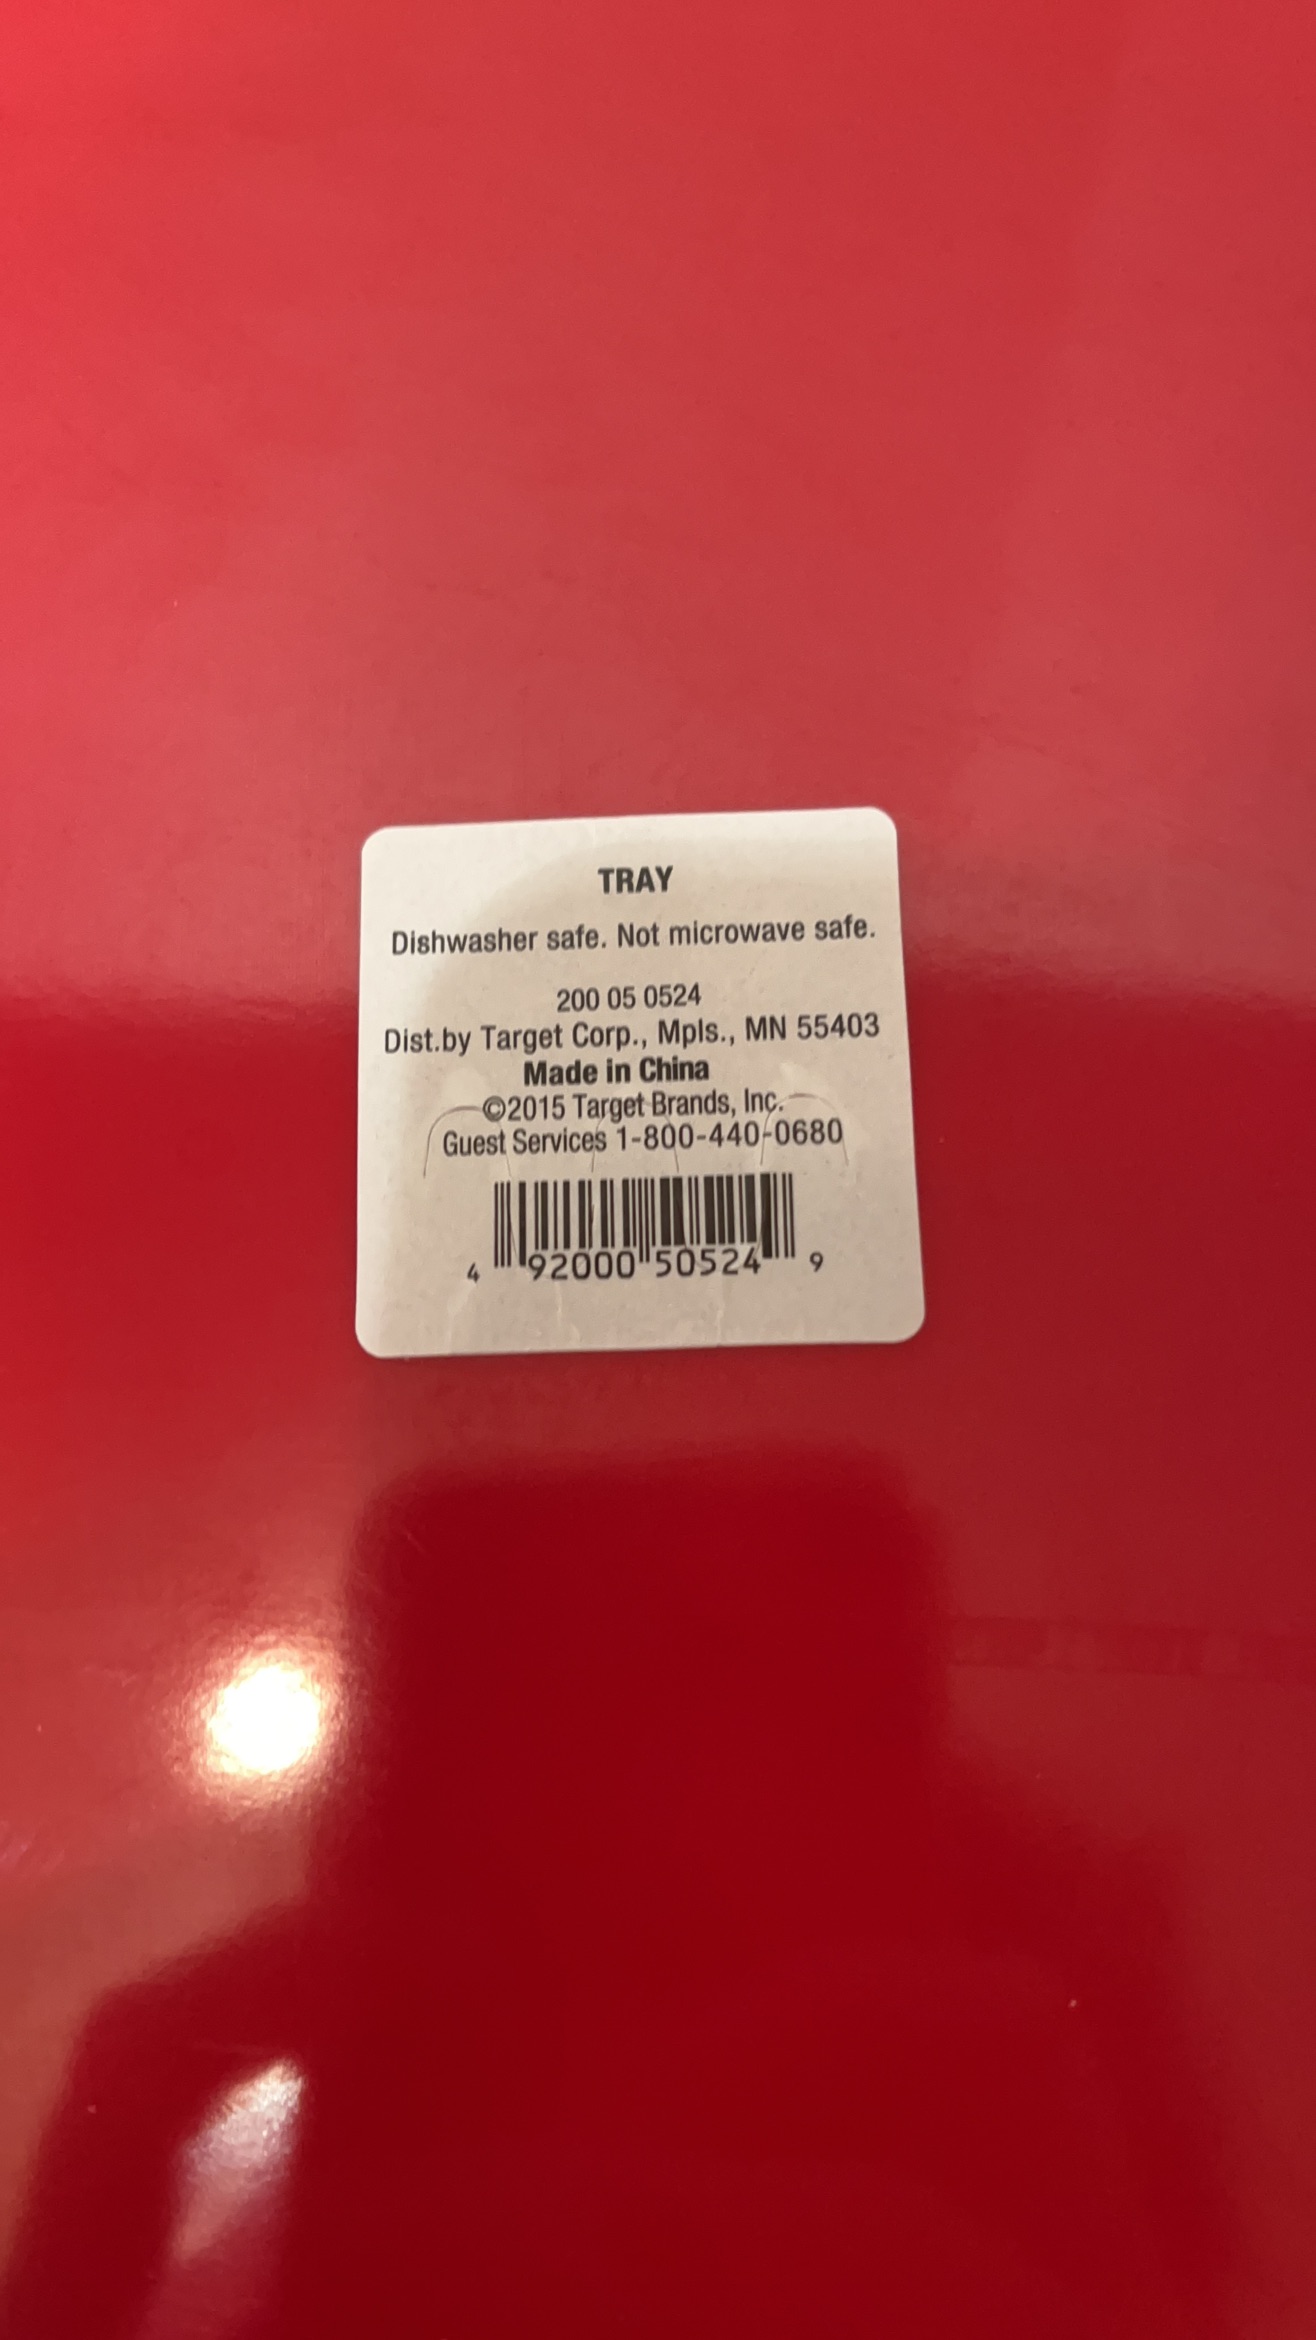 TRAY
Dishwasher safe. Not microwave safe.
200 05 0524
Dist.by Target Corp., Mpls., MN 55403
Made in China
©2015 Target Brands, Inc.
Guest Services 1-800-440-0680
4 92000 50524 9